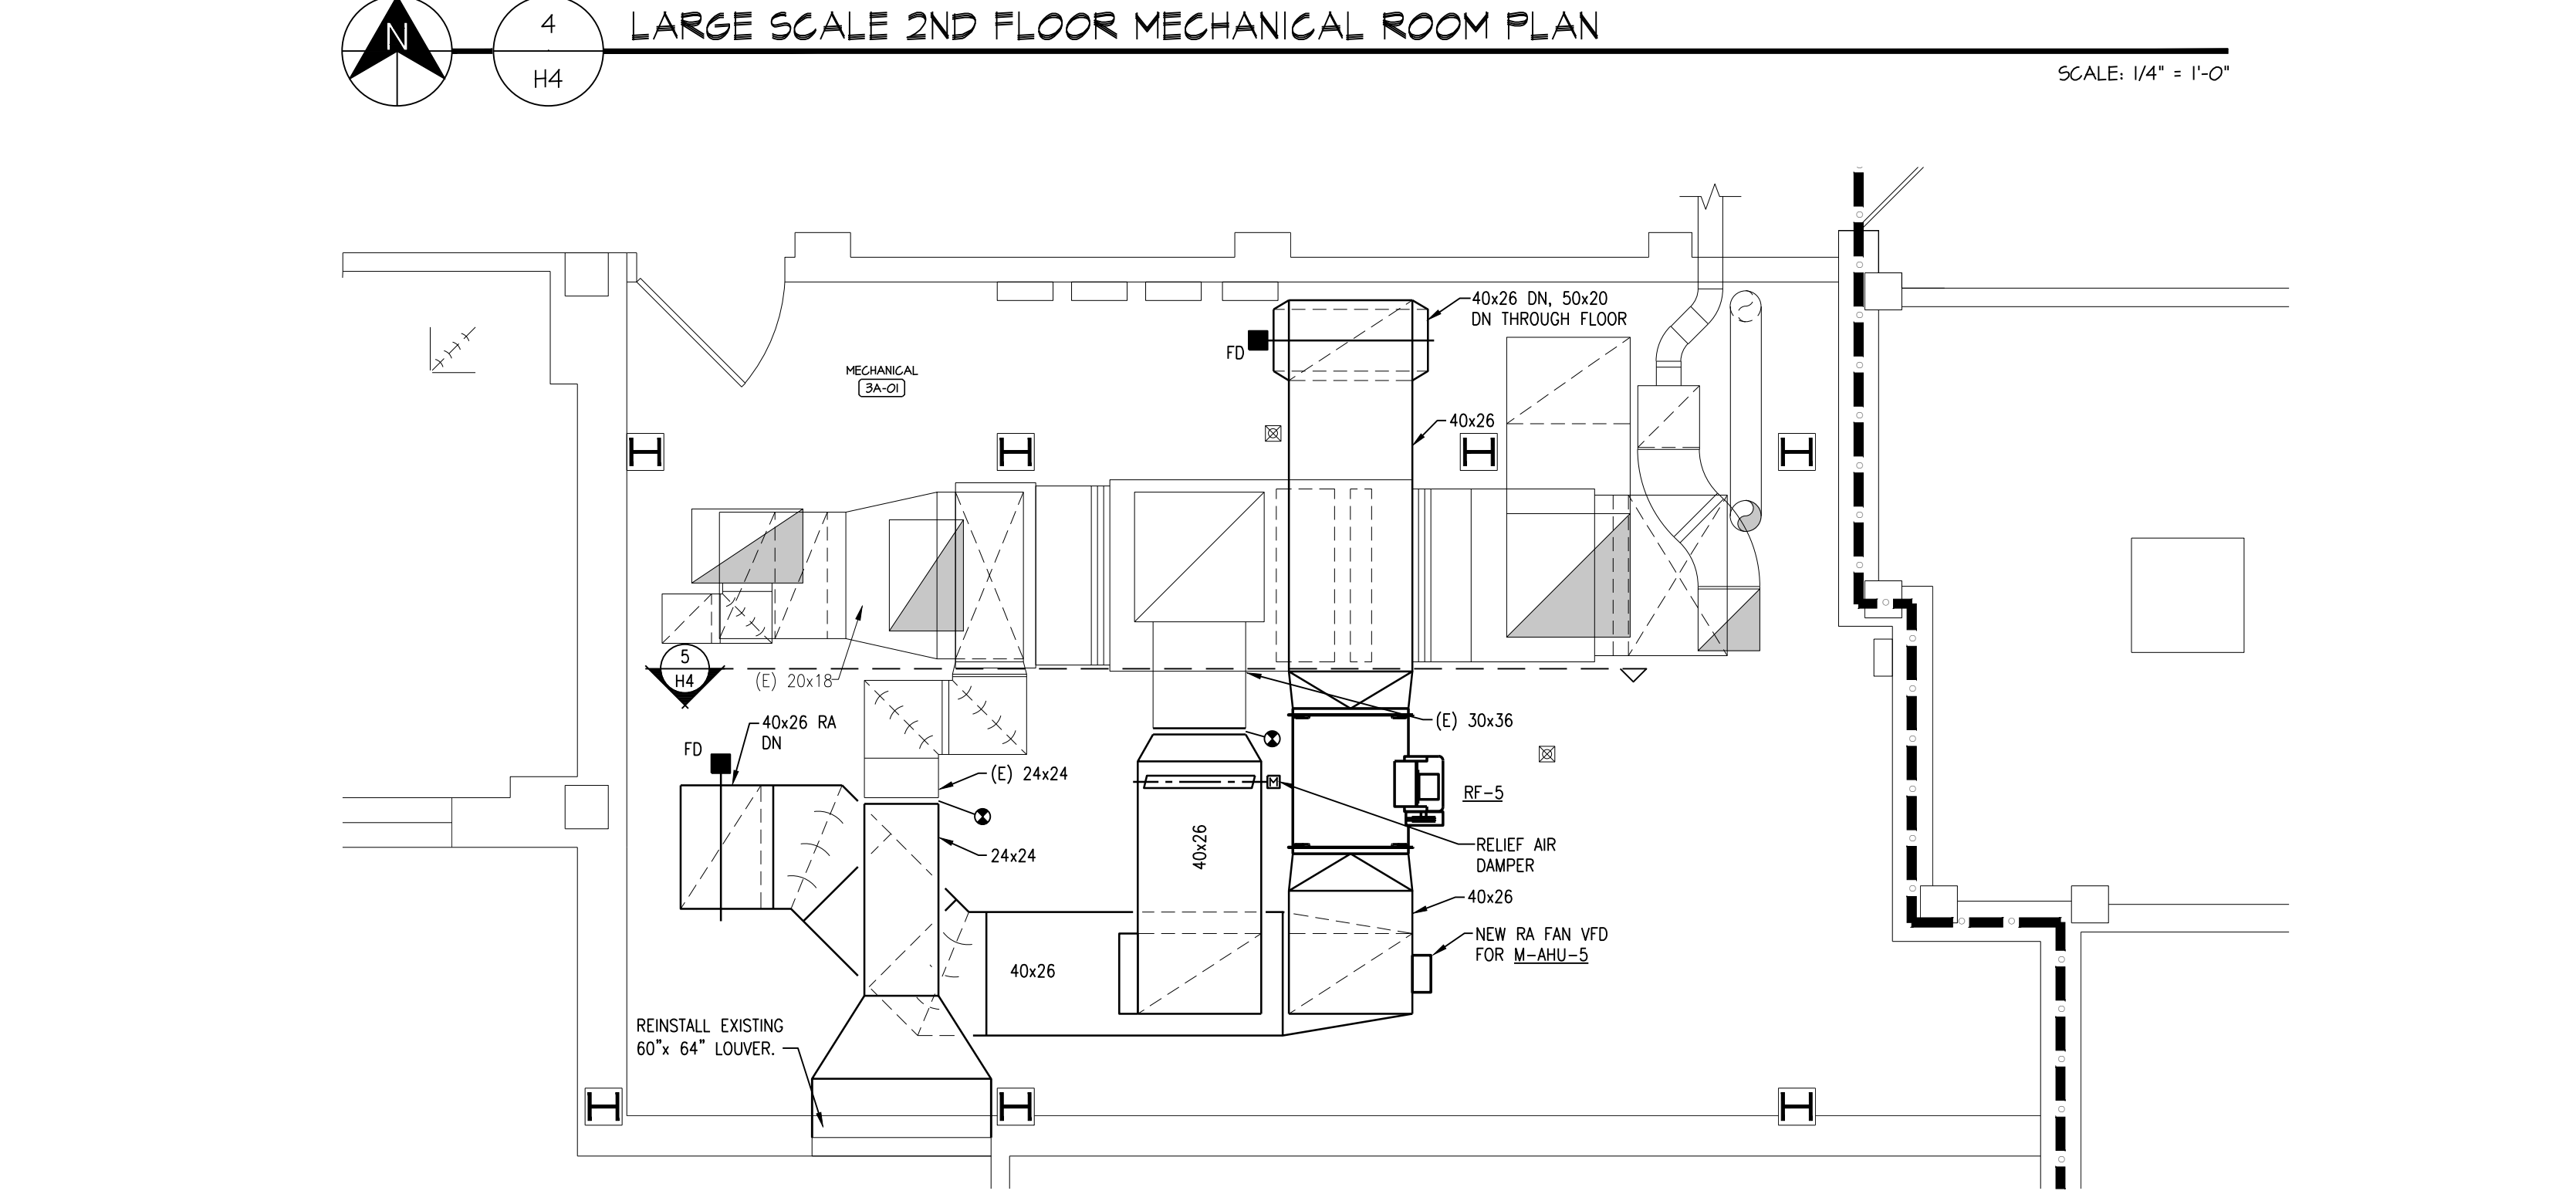 N
4
H4
LARGE SCALE 2ND FLOOR MECHANICAL ROOM PLAN
SCALE: 1/4" = 1'-0"
40x26 DN, 50x20
DN THROUGH FLOOR
FD
MECHANICAL
3A-01
40x26
5
H4
(E) 20x18
40x26 RA
DN
FD
(E) 30x36
(E) 24x24
M
RF-5
24x24
40x26
RELIEF AIR
DAMPER
40x26
NEW RA FAN VFD
FOR M-AHU-5
40x26
REINSTALL EXISTING
60"x 64" LOUVER.